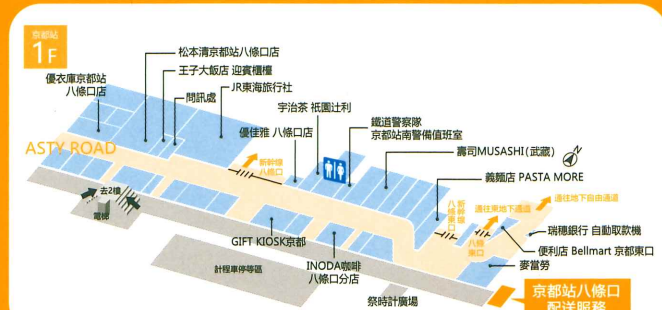 京都站
1F
松本清京都站八條口店
王子大飯店 迎賓櫃檯
問訊處
JR東海旅行社
優衣庫京都站
八條口店
宇治茶 祇園辻利
優佳雅 八條口店
鐵道警察隊
京都站南警備值班室
壽司MUSASHI(武蔵)
義麵店 PASTA MORE
ASTY ROAD
新幹線
八條口
新幹線
八條東口
通往東地下通道
通往地下自由通道
八條
東口
瑞穗銀行 自動取款機
便利店 Bellmart 京都東口
麥當勞
去2樓
電梯
GIFT KIOSK京都
INODA咖啡
八條口分店
計程車停等區
祭時計廣場
京都站八條口
配送服務